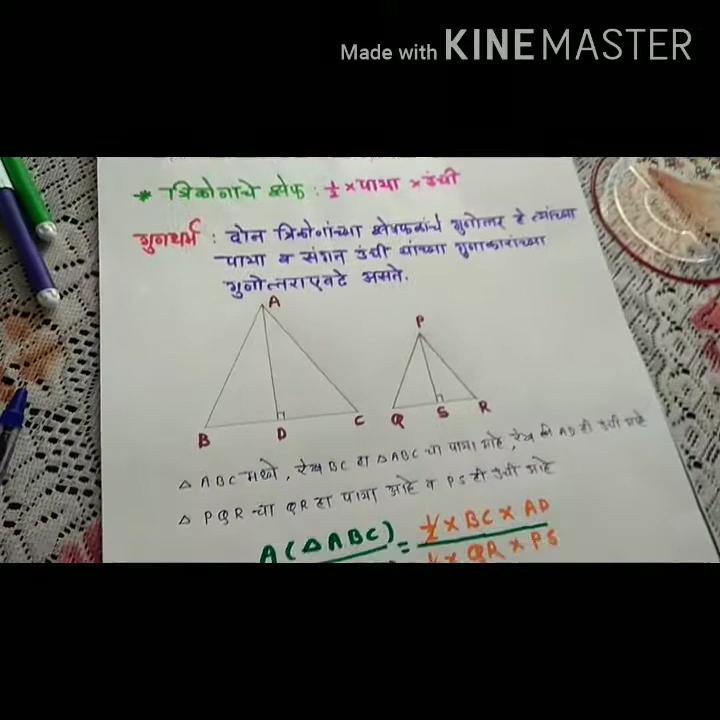 Made with KINEMASTER
* त्रिकोणाचे क्षेफ : ½ × पाया × उंची
गुणधर्म : दोन त्रिकोणांच्या क्षेत्रफळांचे गुणोत्तर हे त्यांच्या
पाया व संगत उंची यांच्या गुणाकारांच्या
गुणोत्तराएवढे असते.
A
P
B
D
C
Q
S
R
△ ABC मध्ये, रेख BC हा △ ABC चा पाया आहे, रेख AD ही उंची आहे
△ PQR चा QR हा पाया आहे व PS ही उंची आहे
A(△ABC) = ½ × BC × AD
½ × QR × PS